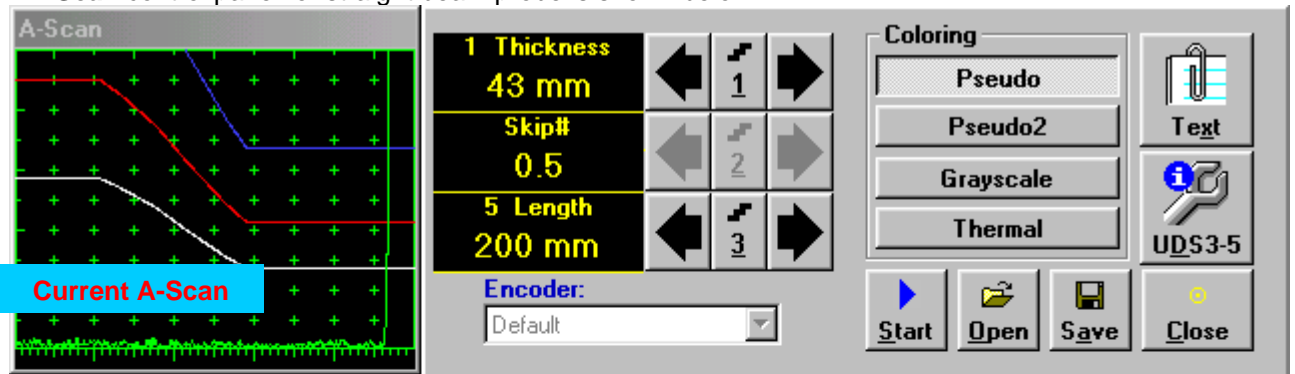 A-Scan
Current A-Scan
1 Thickness
43 mm
1
Skip#
0.5
2
5 Length
200 mm
3
Encoder:
Default
Coloring
Pseudo
Pseudo2
Grayscale
Thermal
Text
UDS3-5
Start
Open
Save
Close